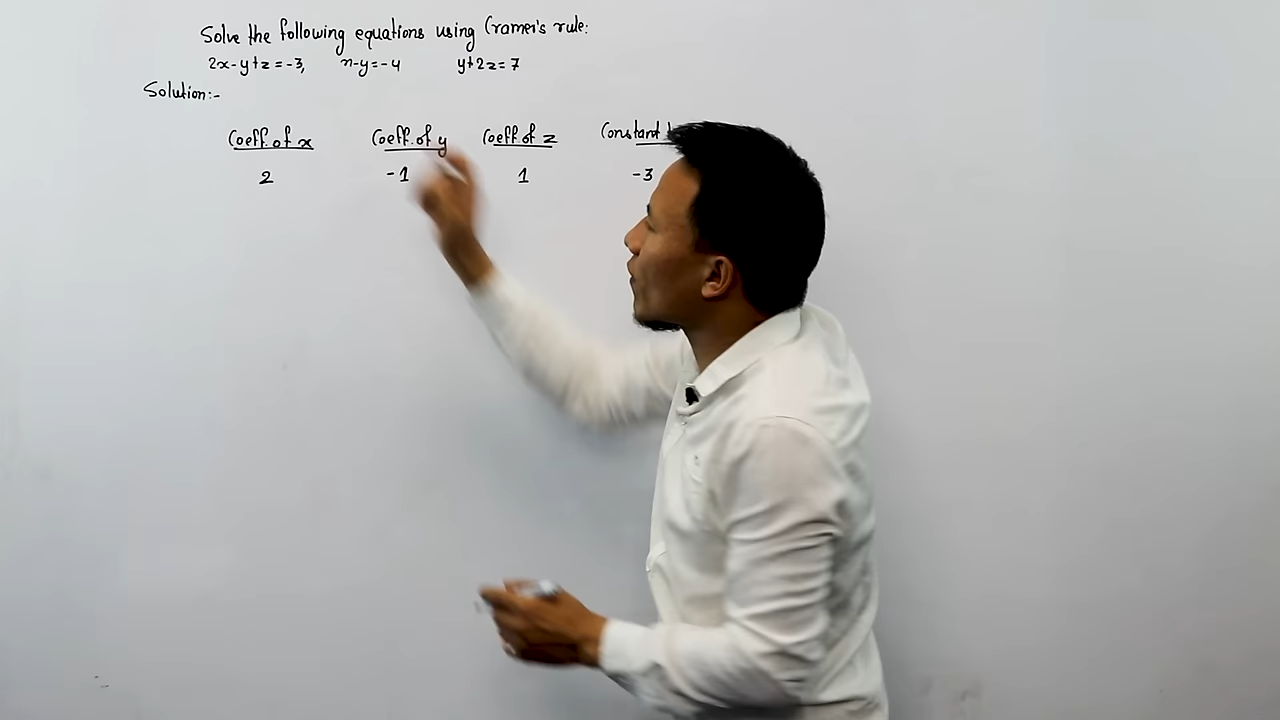 Solve the following equations using Cramer's rule:
2x-y+z=-3, x-y=-4 y+2z=7
Solution:-
Coeff. of x Coeff. of y Coeff. of z Constant
2 -1 1 -3